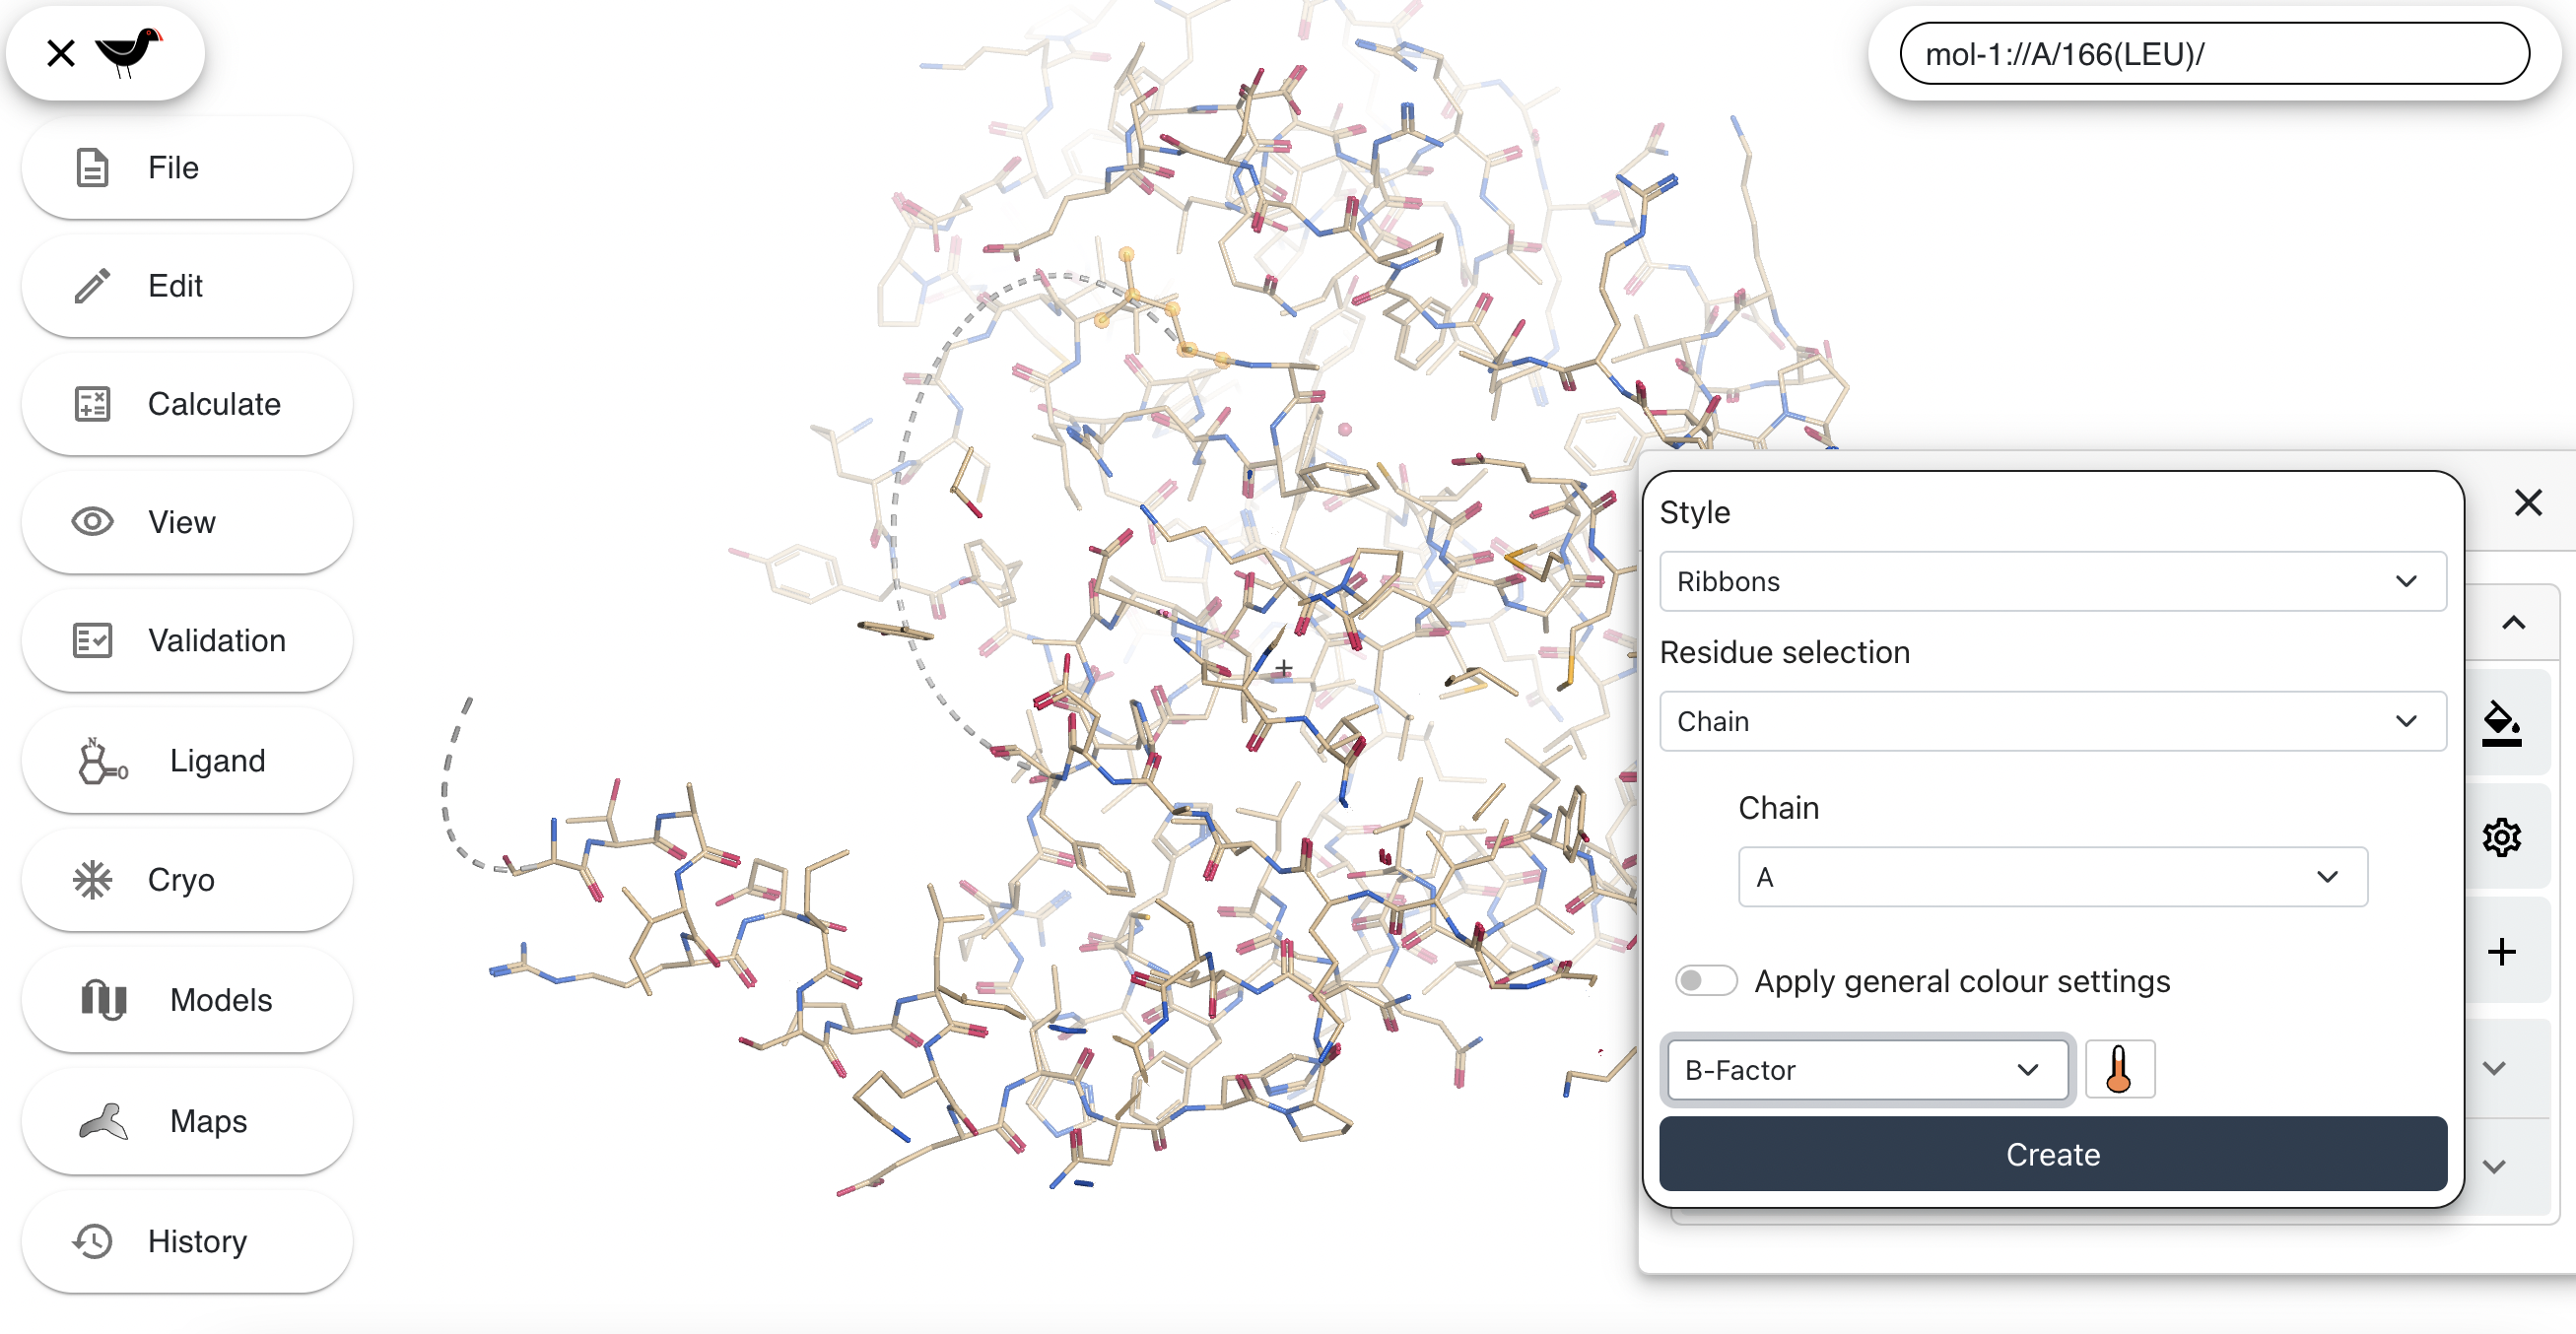 mol-1://A/166(LEU)/
File
Edit
Calculate
View
Validation
N
O
Ligand
Cryo
Models
Maps
History
Style
Ribbons
Residue selection
Chain
Chain
A
Apply general colour settings
B-Factor
Create